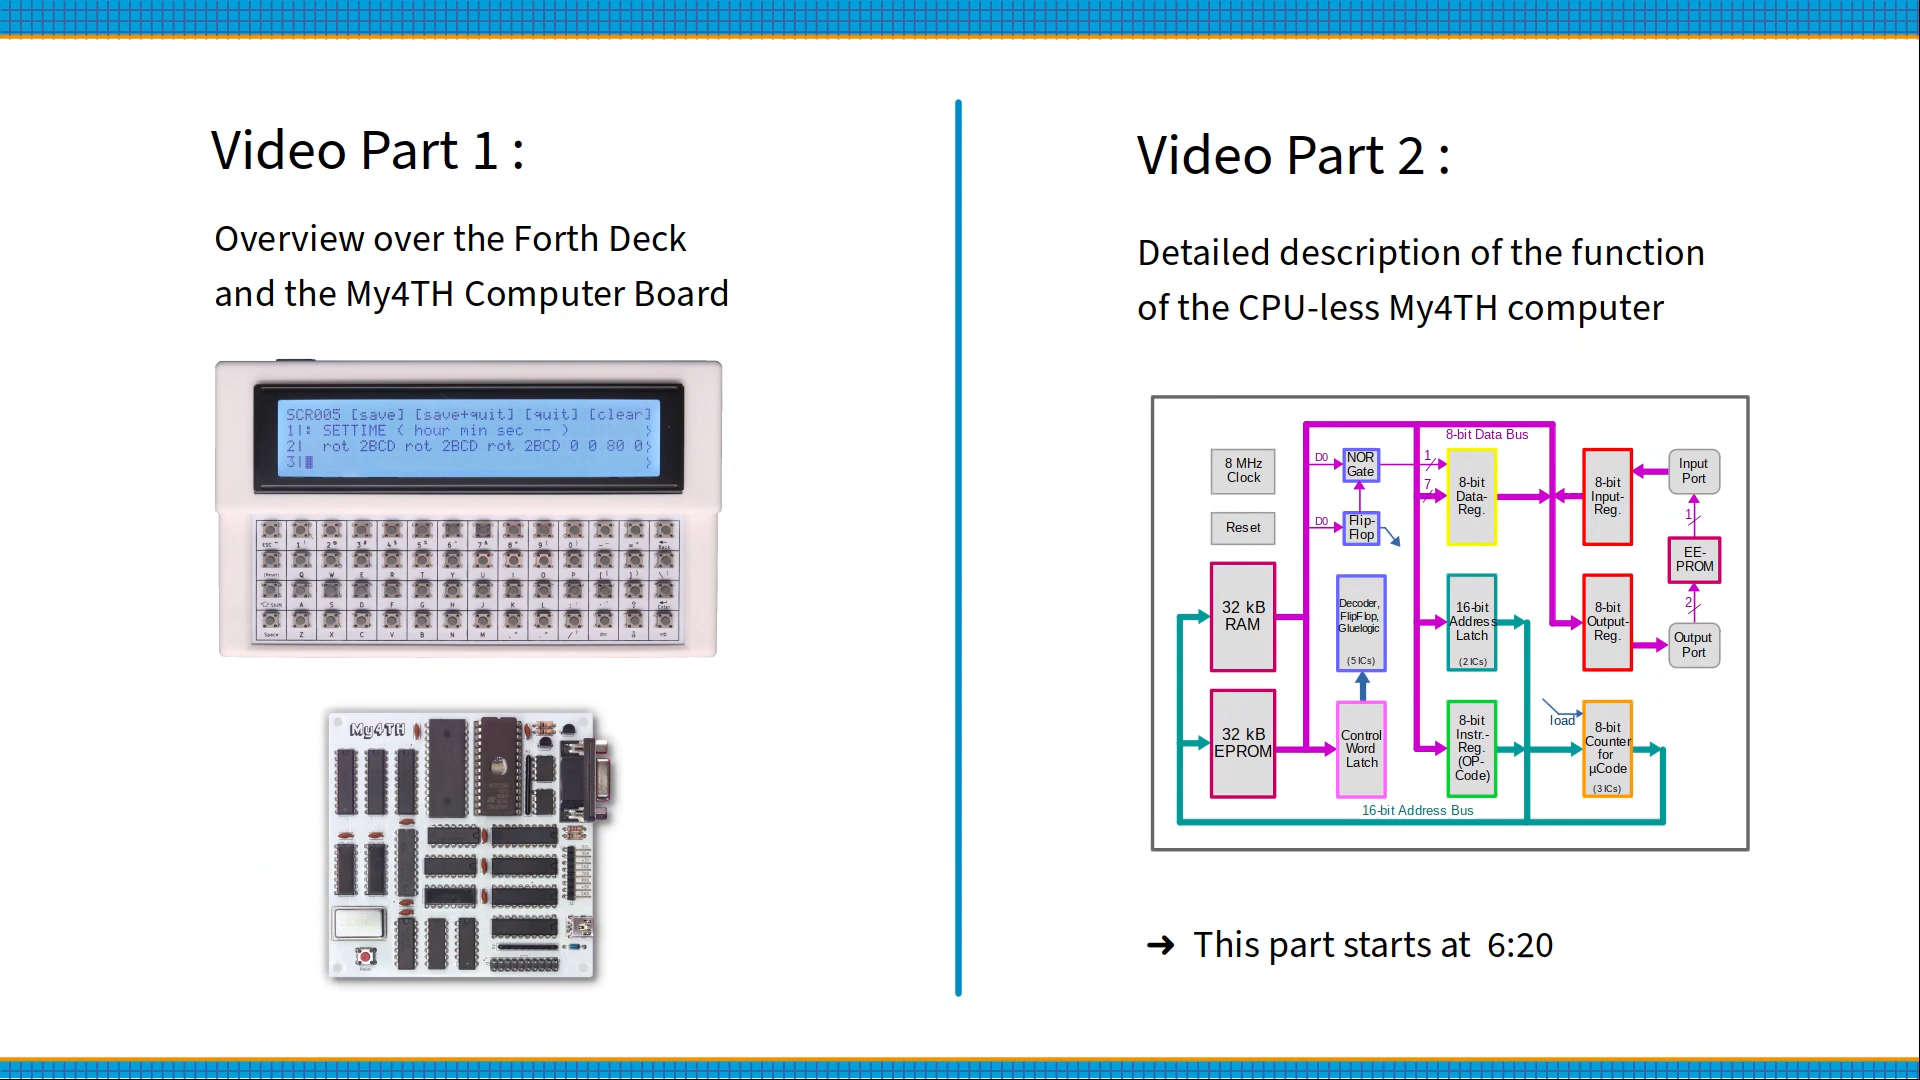 Video Part 1 :
Overview over the Forth Deck
and the My4TH Computer Board
SCR005 [save] [save+quit] [quit] [clear]
1|: SETTIME ( hour min sec -- )
2| rot 2BCD rot 2BCD rot 2BCD 0 0 80 0
3|
Q W E R T Y U I O P
A S D F G H J K L
Space Z X C V B N M
My4TH
Video Part 2 :
Detailed description of the function
of the CPU-less My4TH computer
8-bit Data Bus
8 MHz
Clock
Reset
32 kB
RAM
32 kB
EPROM
D0
NOR
Gate
D0
Flip-
Flop
Decoder,
FlipFlop,
Gluelogic
(5 ICs)
Control
Word
Latch
1
7
8-bit
Data-
Reg.
16-bit
Address
Latch
(2 ICs)
8-bit
Instr.-
Reg.
(OP-
Code)
8-bit
Input-
Reg.
8-bit
Output-
Reg.
load
8-bit
Counter
for
µCode
(3 ICs)
Input
Port
1
EE-
PROM
2
Output
Port
16-bit Address Bus
➜ This part starts at 6:20